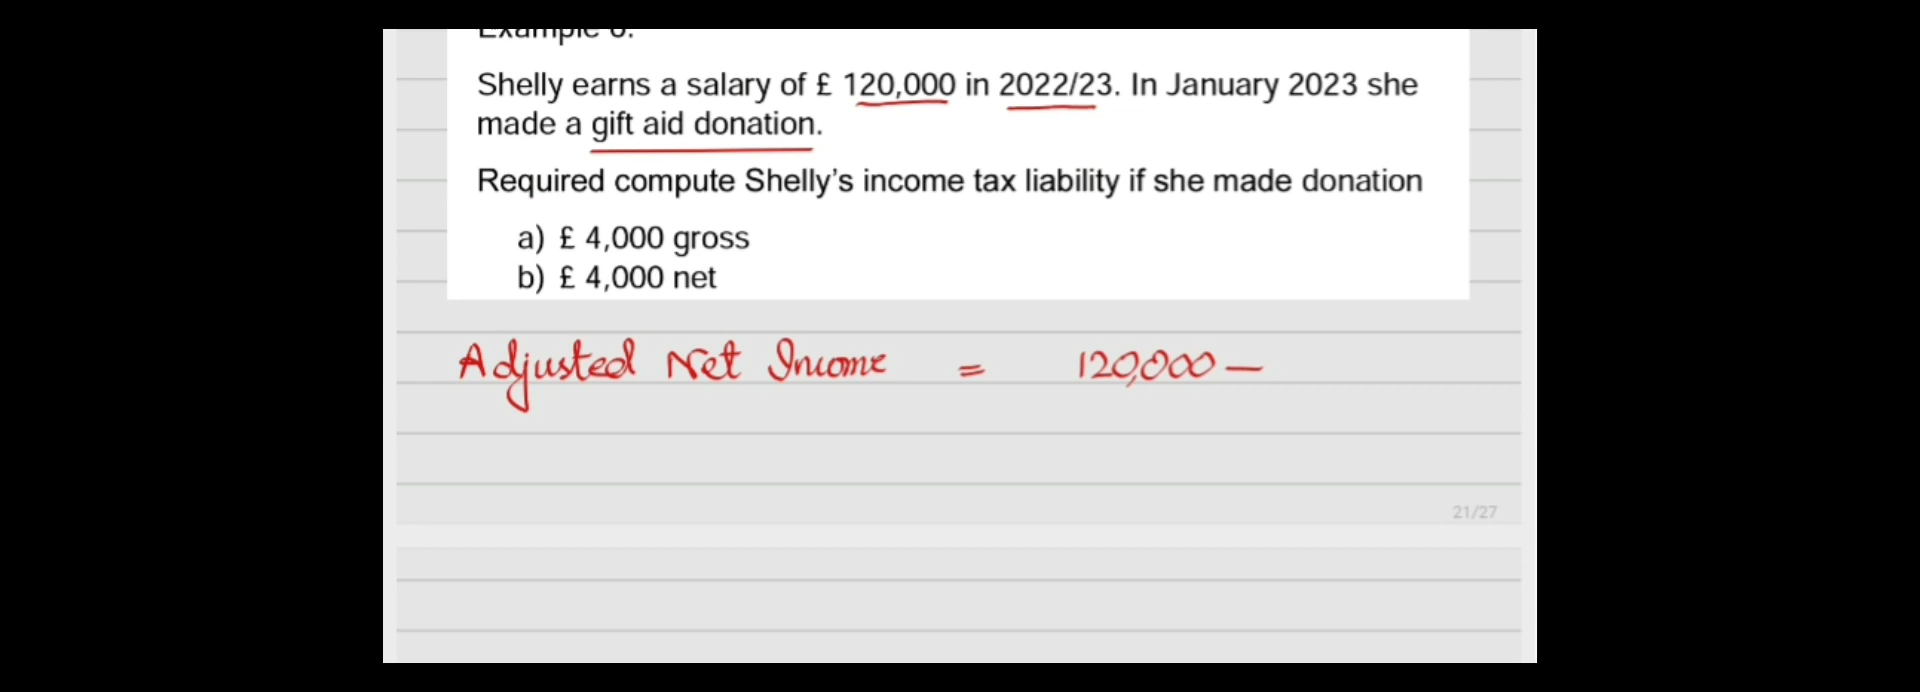 Example 6.
Shelly earns a salary of £ 120,000 in 2022/23. In January 2023 she
made a gift aid donation.
Required compute Shelly's income tax liability if she made donation
a) £ 4,000 gross
b) £ 4,000 net
Adjusted Net Income = 120,000 —
21/27